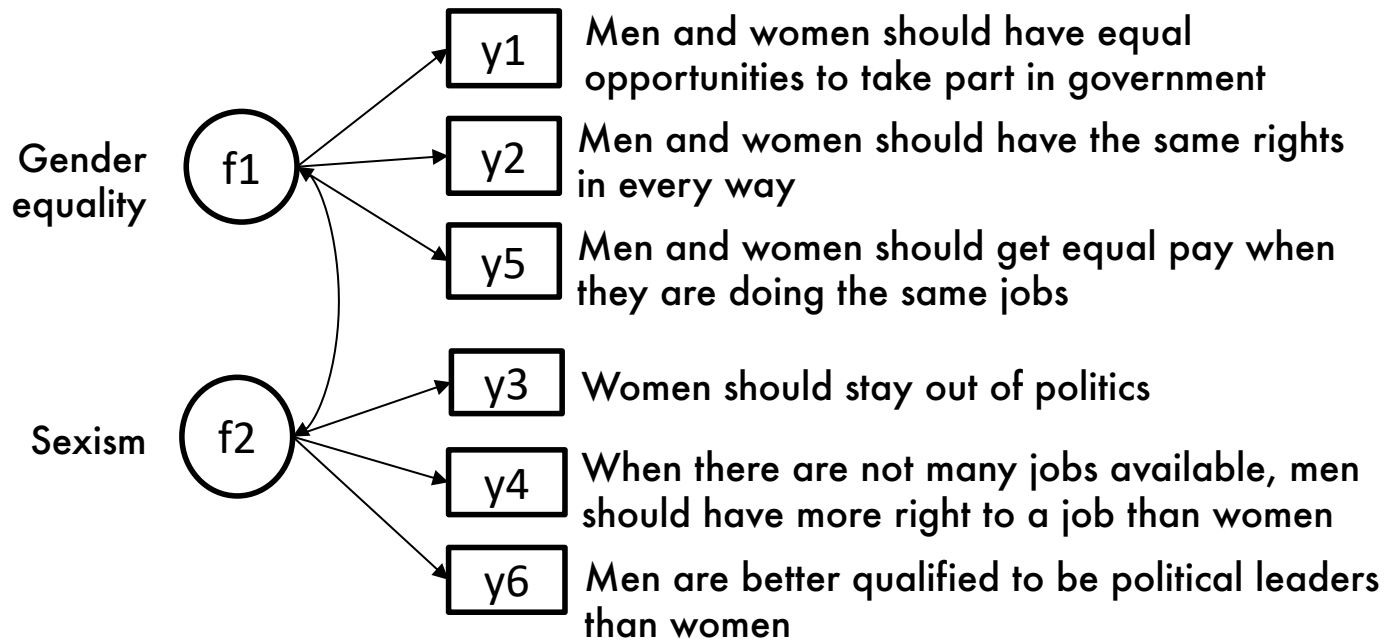 y1
Men and women should have equal
opportunities to take part in government
Gender
equality
f1
y2
Men and women should have the same rights
in every way
y5
Men and women should get equal pay when
they are doing the same jobs
Sexism
f2
y3
Women should stay out of politics
y4
When there are not many jobs available, men
should have more right to a job than women
y6
Men are better qualified to be political leaders
than women